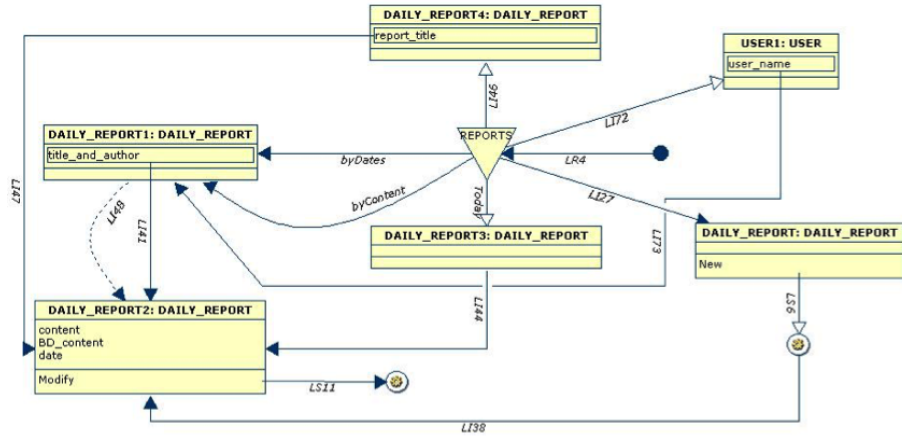 DAILY_REPORT4: DAILY_REPORT
report_title
USER1: USER
user_name
LI46
LI72
DAILY_REPORT1: DAILY_REPORT
title_and_author
REPORTS
byDates
LR4
byContent
Today
LI27
LI47
LI48
LI41
DAILY_REPORT3: DAILY_REPORT
LI73
DAILY_REPORT: DAILY_REPORT
New
LI44
LS6
DAILY_REPORT2: DAILY_REPORT
content
BD_content
date
Modify
LS11
LI38